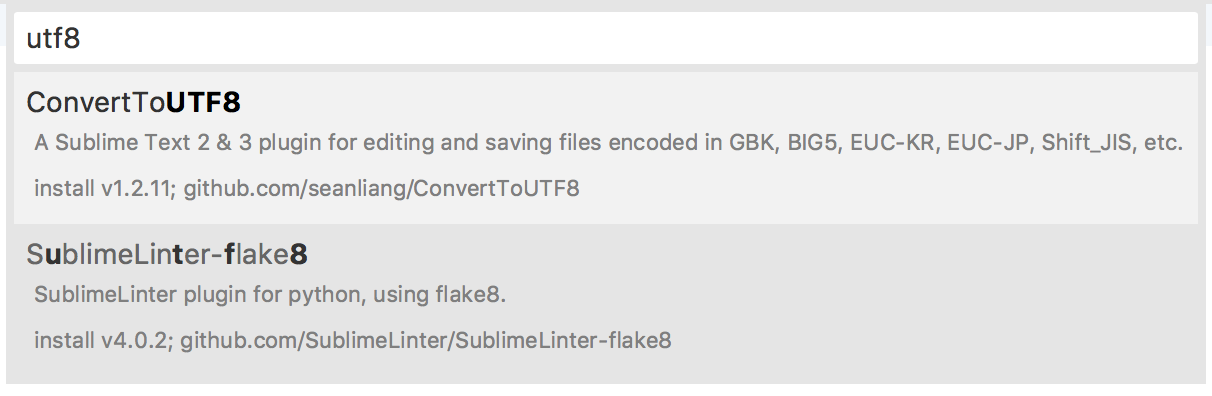 utf8
ConvertToUTF8
A Sublime Text 2 & 3 plugin for editing and saving files encoded in GBK, BIG5, EUC-KR, EUC-JP, Shift_JIS, etc.
install v1.2.11; github.com/seanliang/ConvertToUTF8
SublimeLinter-flake8
SublimeLinter plugin for python, using flake8.
install v4.0.2; github.com/SublimeLinter/SublimeLinter-flake8